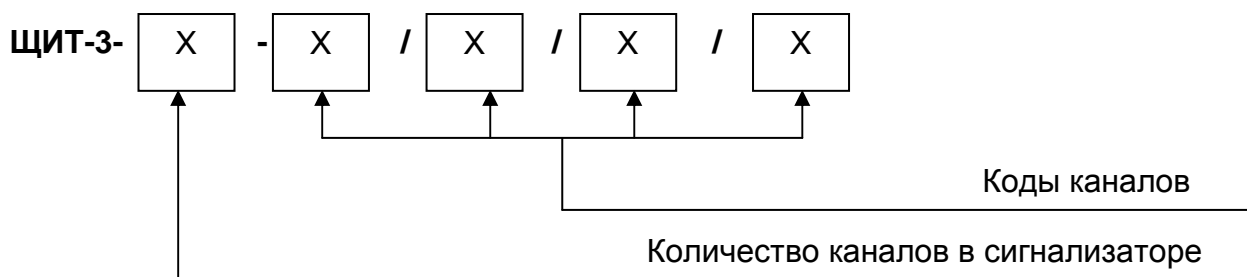 ЩИТ-3- X - X / X / X / X
Коды каналов
Количество каналов в сигнализаторе